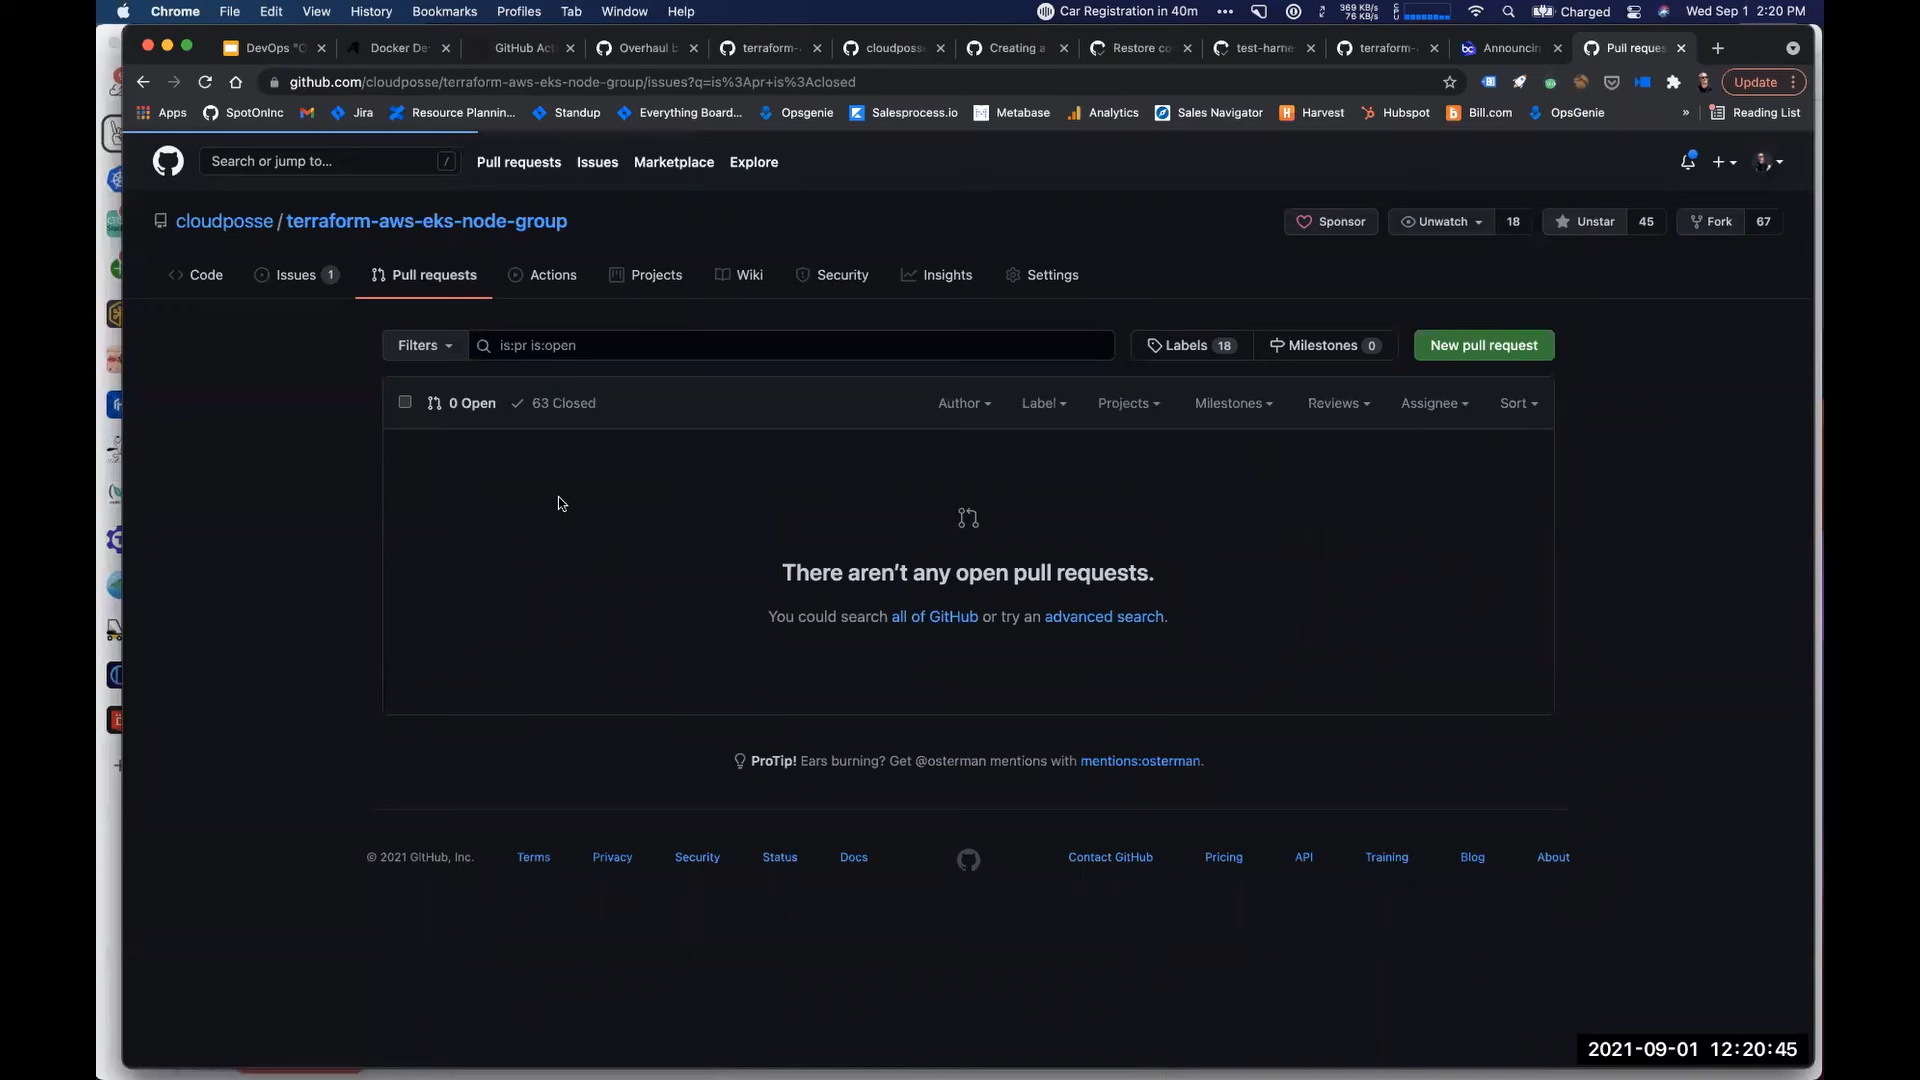 Chrome File Edit View History Bookmarks Profiles Tab Window Help Car Registration in 40m 369 KB/s 76 KB/s Charged Wed Sep 1 2:20 PM
DevOps "O Docker De GitHub Act Overhaul b terraform- cloudposs Creating a Restore co test-harne terraform- Announcin Pull reques
github.com/cloudposse/terraform-aws-eks-node-group/issues?q=is%3Apr+is%3Aclosed Update
Apps SpotOnInc Jira Resource Plannin... Standup Everything Board... Opsgenie Salesprocess.io Metabase Analytics Sales Navigator Harvest Hubspot Bill.com OpsGenie » Reading List
Search or jump to... / Pull requests Issues Marketplace Explore
cloudposse / terraform-aws-eks-node-group Sponsor Unwatch 18 Unstar 45 Fork 67
Code Issues 1 Pull requests Actions Projects Wiki Security Insights Settings
Filters is:pr is:open Labels 18 Milestones 0 New pull request
0 Open 63 Closed Author Label Projects Milestones Reviews Assignee Sort
There aren't any open pull requests.
You could search all of GitHub or try an advanced search.
ProTip! Ears burning? Get @osterman mentions with mentions:osterman.
© 2021 GitHub, Inc. Terms Privacy Security Status Docs Contact GitHub Pricing API Training Blog About
2021-09-01 12:20:45